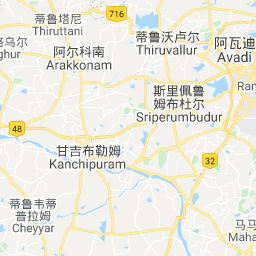 蒂鲁塔尼
Thiruttani
716
蒂鲁沃卢尔
Thiruvallur
阿瓦迪
Avadi
阿尔科南
Arakkonam
斯里佩鲁
姆布杜尔
Sriperumbudur
48
甘吉布勒姆
Kanchipuram
32
蒂鲁韦蒂
普拉姆
Cheyyar